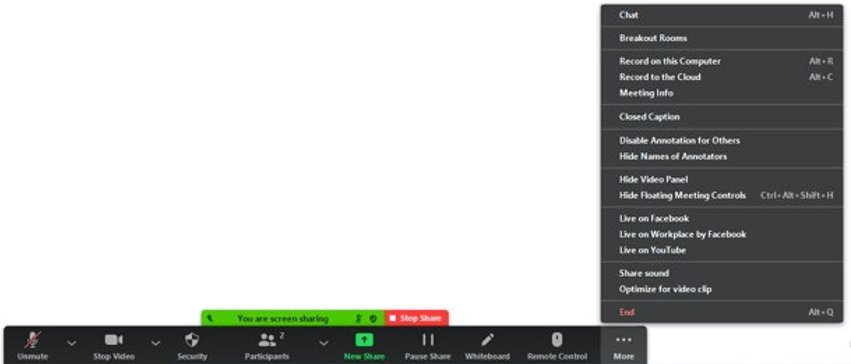 Chat Alt+H
Breakout Rooms
Record on this Computer Alt+R
Record to the Cloud Alt+C
Meeting Info
Closed Caption
Disable Annotation for Others
Hide Names of Annotators
Hide Video Panel
Hide Floating Meeting Controls Ctrl+Alt+Shift+H
Live on Facebook
Live on Workplace by Facebook
Live on YouTube
Share sound
Optimize for video clip
End Alt+Q
You are screen sharing Stop Share
2
Unmute Stop Video Security Participants New Share Pause Share Whiteboard Remote Control More